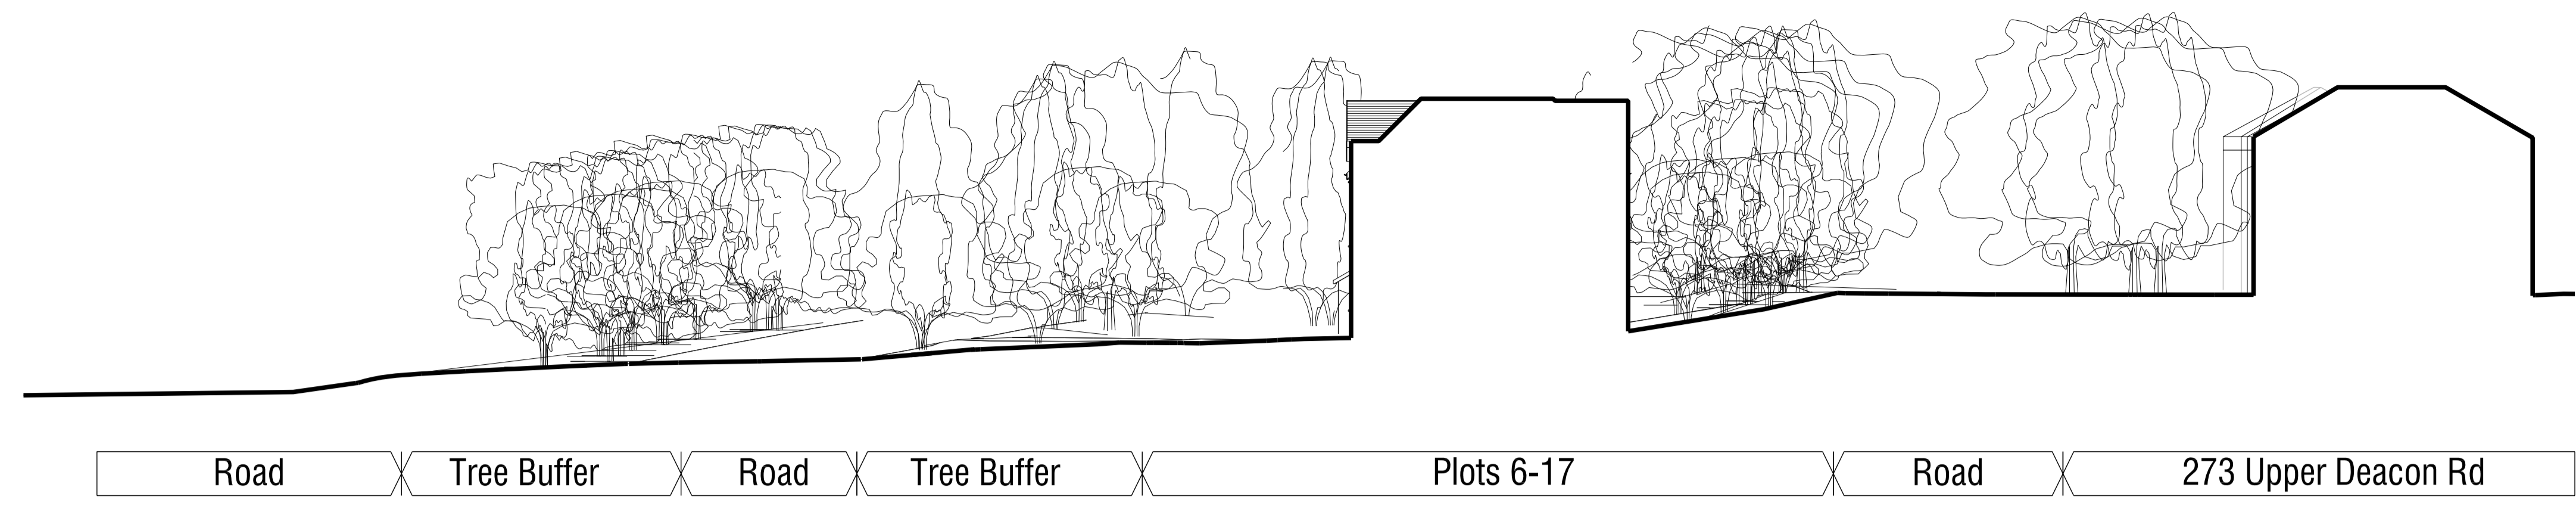 Road
Tree Buffer
Road
Tree Buffer
Plots 6-17
Road
273 Upper Deacon Rd